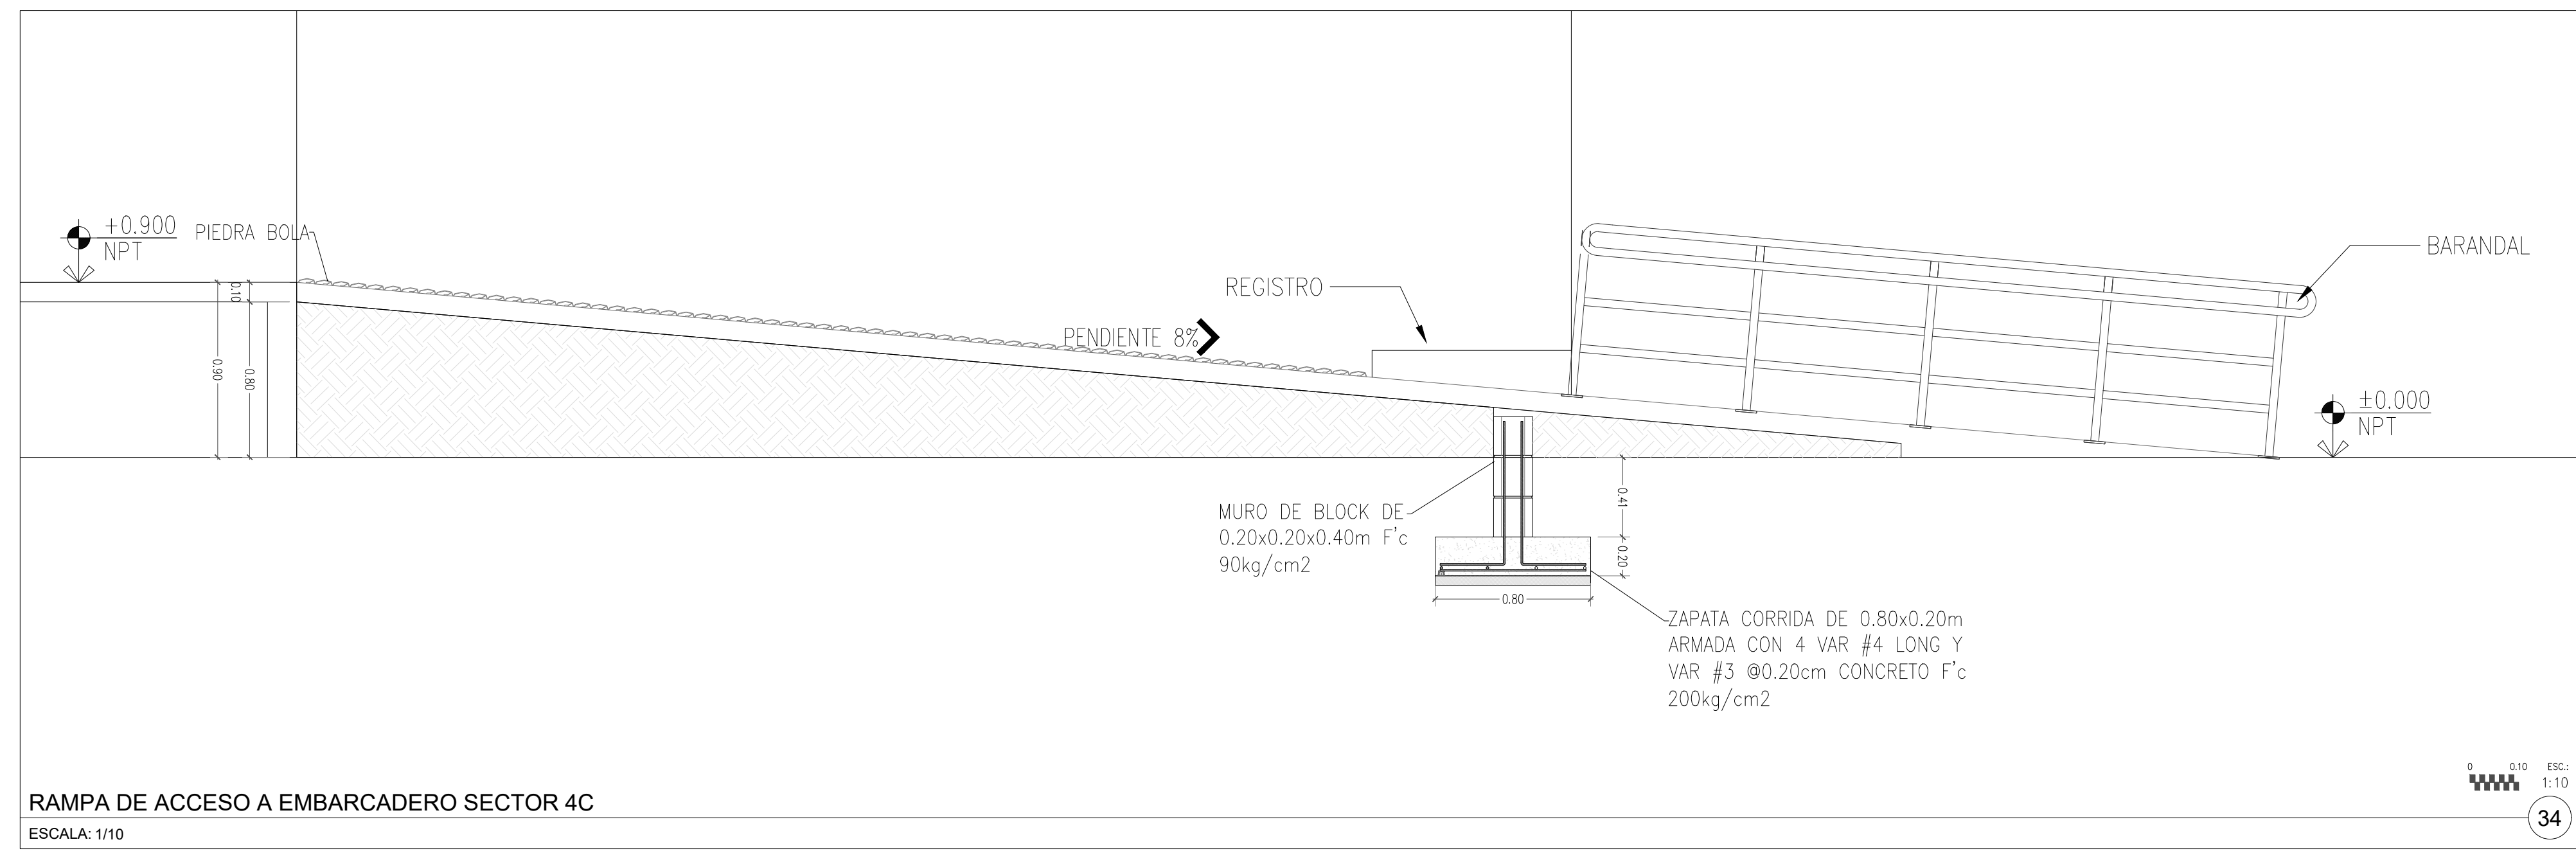 +0.900
NPT
PIEDRA BOLA
0.10
0.90
0.80
PENDIENTE 8%
REGISTRO
BARANDAL
±0.000
NPT
MURO DE BLOCK DE
0.20x0.20x0.40m F'c
90kg/cm2
0.41
0.20
0.80
ZAPATA CORRIDA DE 0.80x0.20m
ARMADA CON 4 VAR #4 LONG Y
VAR #3 @0.20cm CONCRETO F'c
200kg/cm2
RAMPA DE ACCESO A EMBARCADERO SECTOR 4C
ESCALA: 1/10
0 0.10 ESC.:
1:10
34